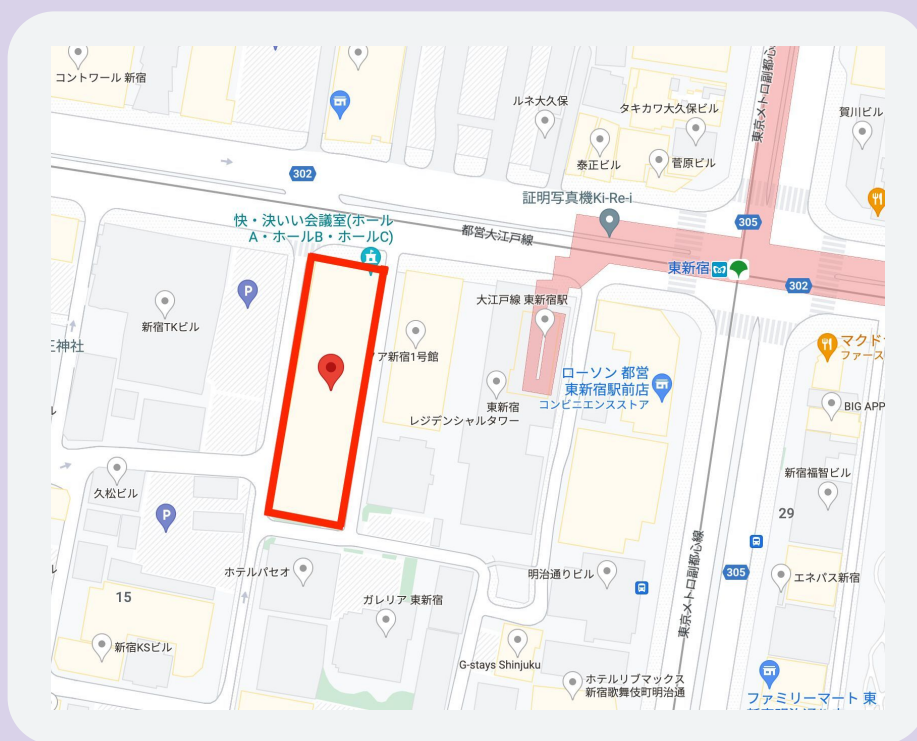 コントワール 新宿
ルネ大久保
タキカワ大久保ビル
賀川ビル
東京メトロ副都心
泰正ビル
菅原ビル
302
証明写真機Ki-Re-i
305
快・決いい会議室(ホール
A・ホールB・ホールC)
都営大江戸線
東新宿
302
P
新宿TKビル
大江戸線 東新宿駅
ア新宿1号館
マクド
ファース
王神社
ローソン 都営
東新宿駅前店
コンビニエンスストア
東新宿
レジデンシャルタワー
BIG APP
久松ビル
新宿福智ビル
P
29
東京メトロ副都心線
ホテルパセオ
明治通りビル
305
エネパス新宿
15
ガレリア 東新宿
新宿KSビル
G-stays Shinjuku
ホテルリブマックス
新宿歌舞伎町明治通
ファミリーマート 東